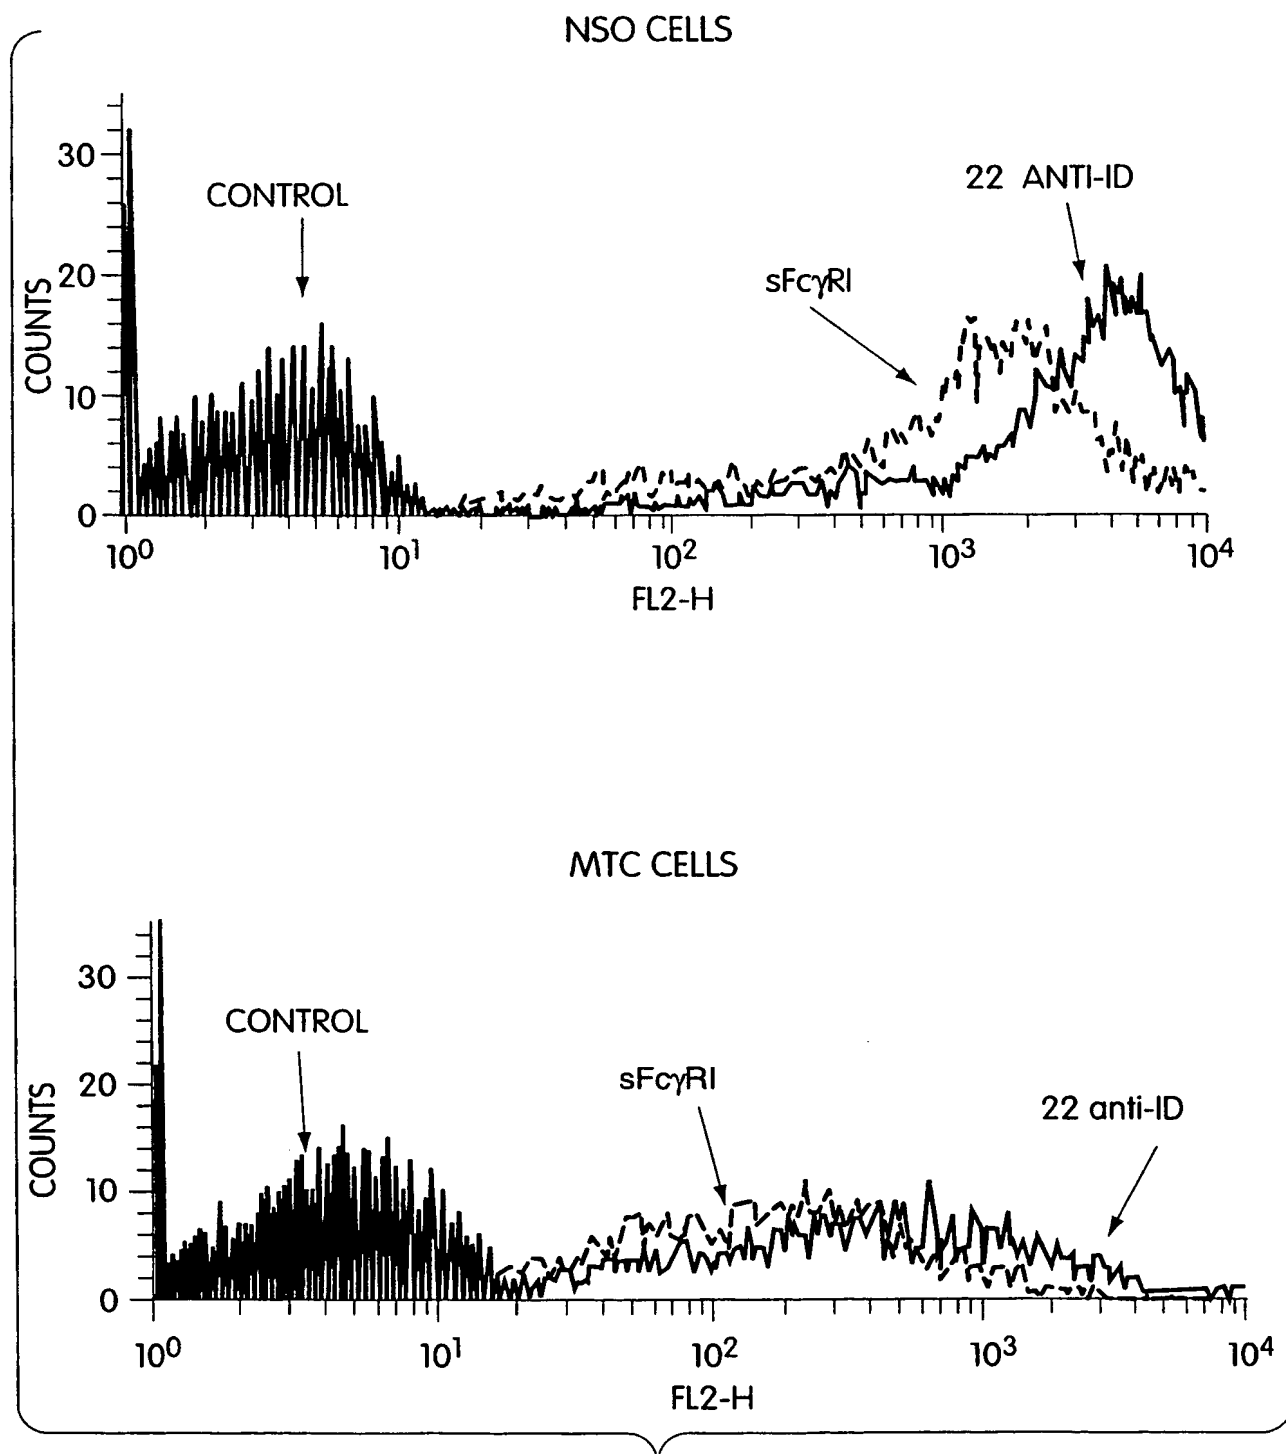 NSO CELLS
30
20
10
0
COUNTS
CONTROL
sFcγRI
22 ANTI-ID
10⁰ 10¹ 10² 10³ 10⁴
FL2-H
MTC CELLS
30
20
10
0
COUNTS
CONTROL
sFcγRI
22 anti-ID
10⁰ 10¹ 10² 10³ 10⁴
FL2-H